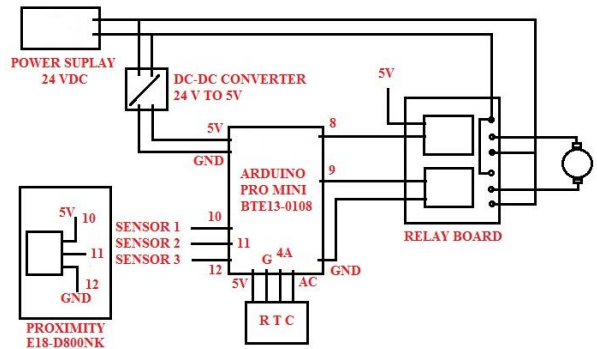 POWER SUPLAY
24 VDC
DC-DC CONVERTER
24 V TO 5V
5V
GND
ARDUINO
PRO MINI
BTE13-0108
8
9
10
11
12
SENSOR 1
SENSOR 2
SENSOR 3
5V
G
4A
AC
GND
R T C
5V
RELAY BOARD
5V
10
11
12
GND
PROXIMITY
E18-D800NK